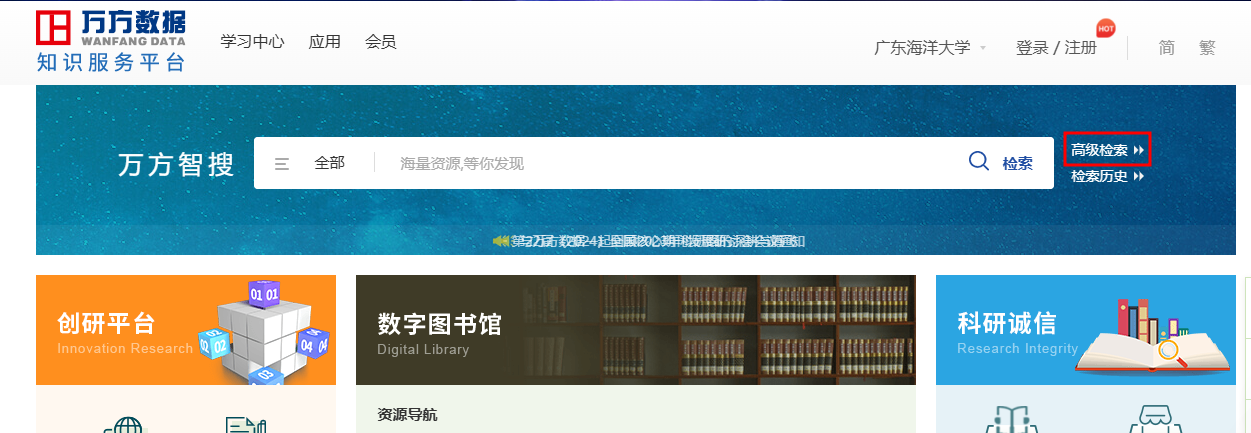 万方数据
WANFANG DATA
知识服务平台
学习中心 应用 会员
广东海洋大学 登录 / 注册 HOT 简 繁
万方智搜 全部 海量资源,等你发现 检索
高级检索
检索历史
创研平台
Innovation Research
01 01
02 02
04 04
03
数字图书馆
Digital Library
科研诚信
Research Integrity
资源导航